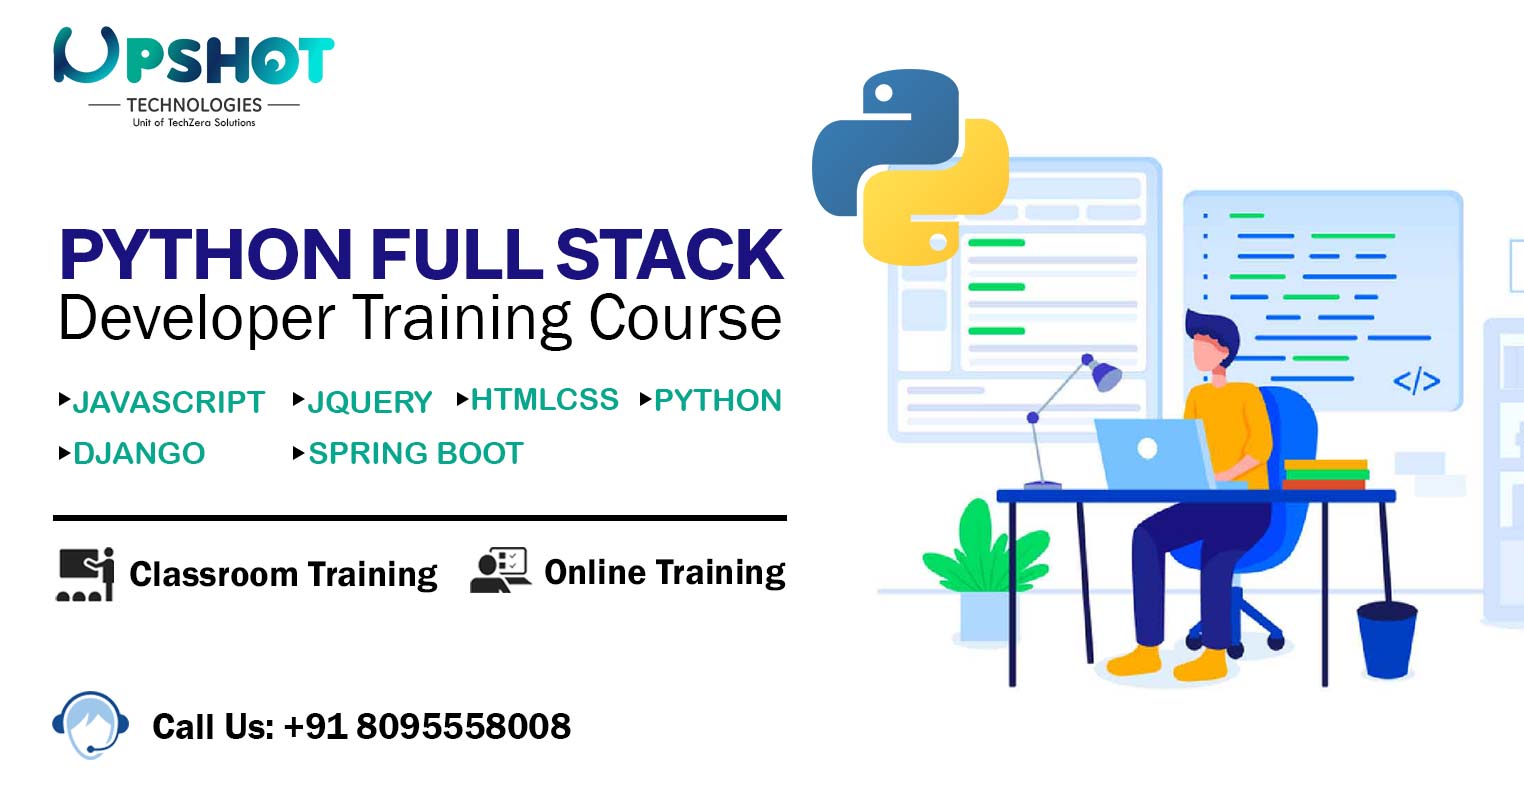 UPSHOT
TECHNOLOGIES
Unit of TechZera Solutions
PYTHON FULL STACK
Developer Training Course
JAVASCRIPT JQUERY HTMLCSS PYTHON
DJANGO SPRING BOOT
Classroom Training Online Training
Call Us: +91 8095558008
</>